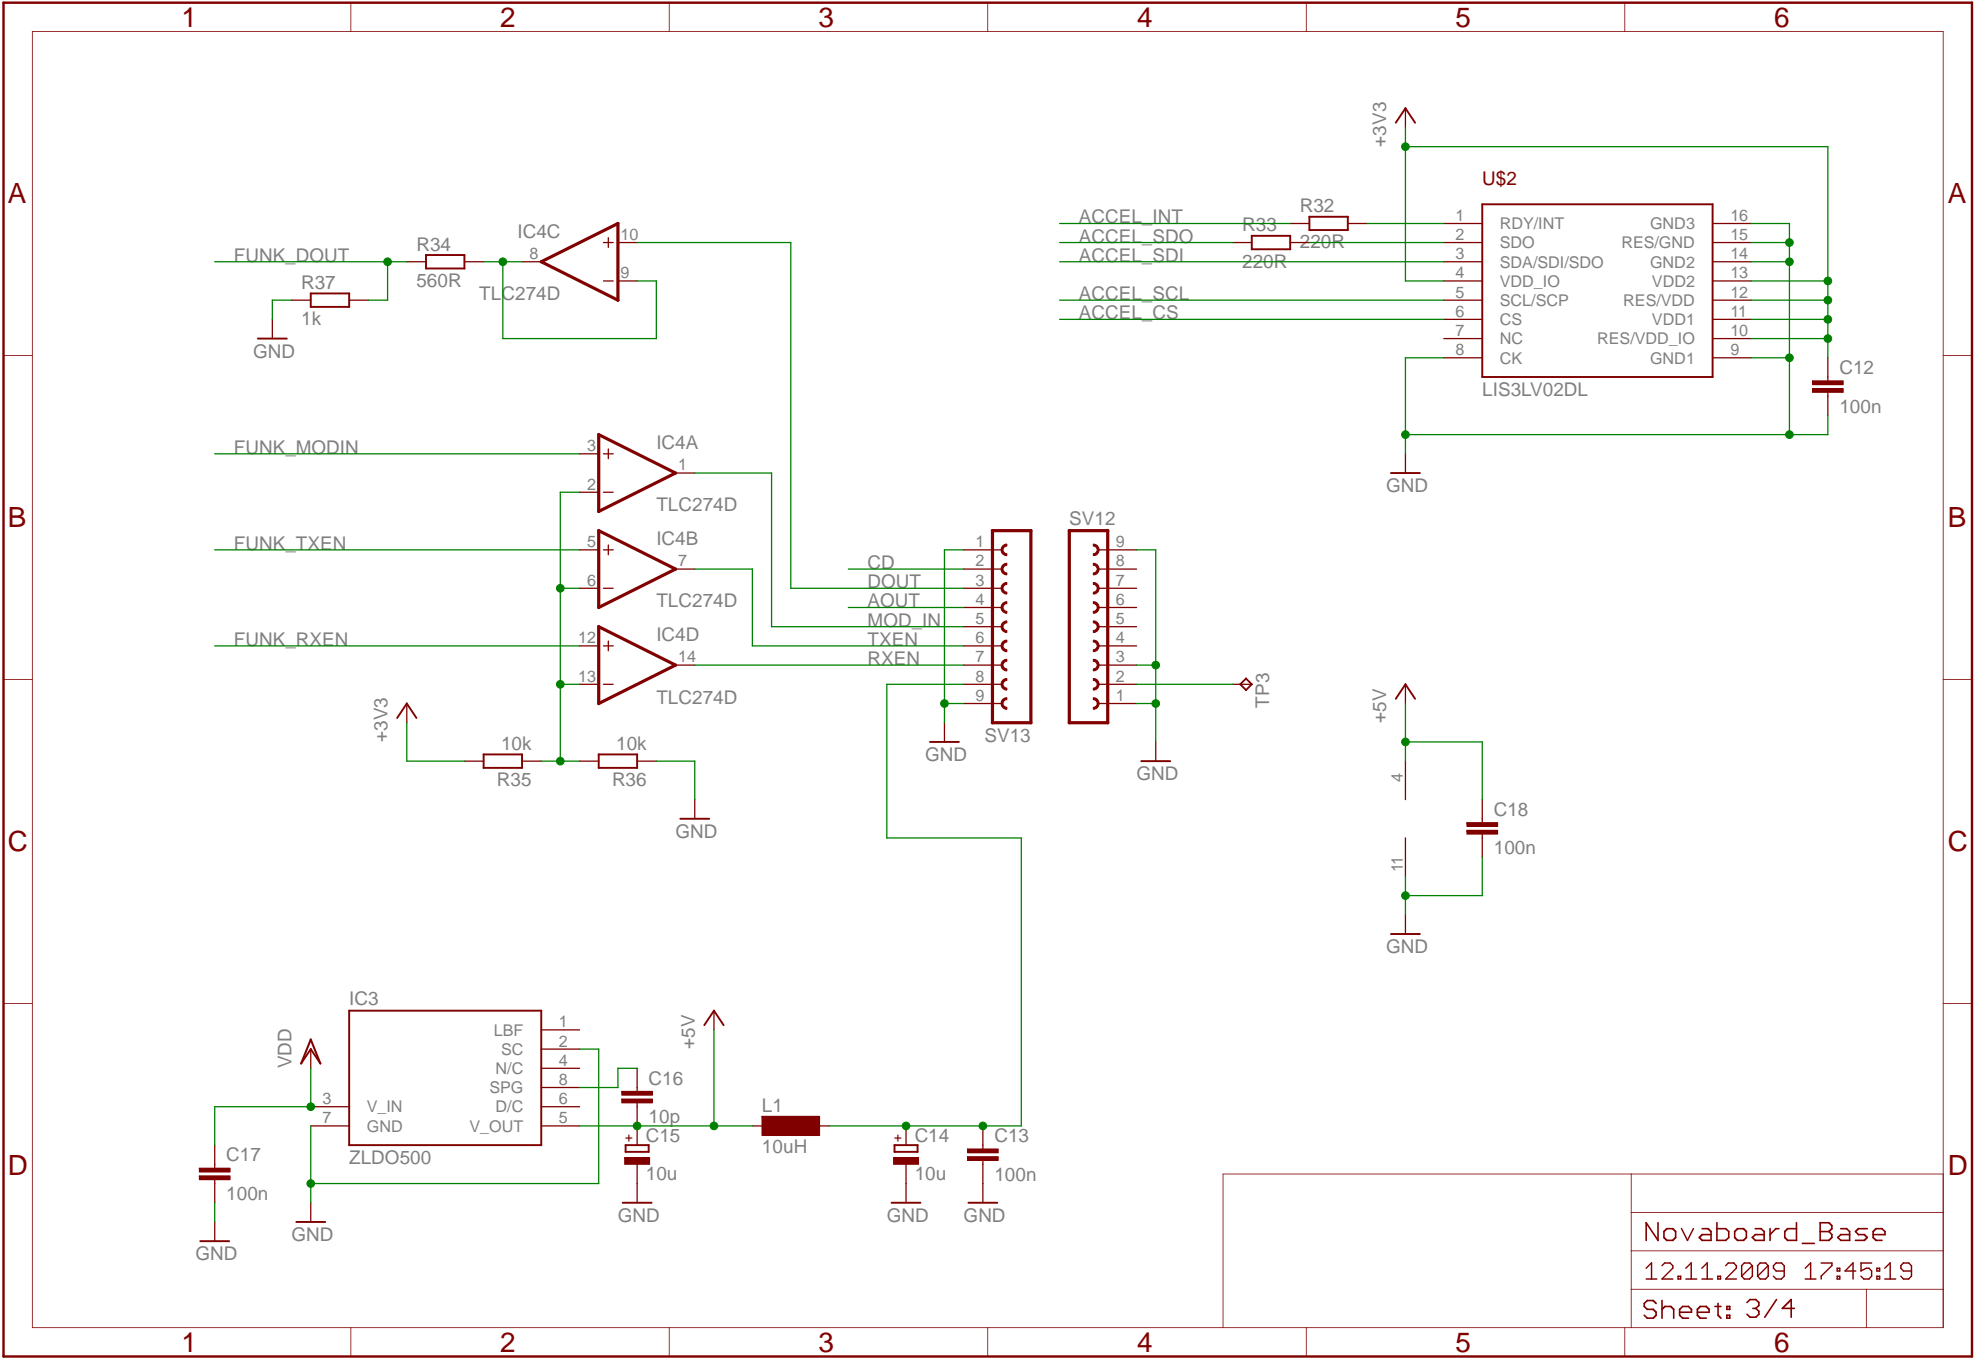 1 2 3 4 5 6
A A
B B
C C
D D
+3V3
U$2
ACCEL_INT
ACCEL_SDO
ACCEL_SDI
ACCEL_SCL
ACCEL_CS
R32
220R
R33
220R
1 RDY/INT GND3 16
2 SDO RES/GND 15
3 SDA/SDI/SDO GND2 14
4 VDD_IO VDD2 13
5 SCL/SCP RES/VDD 12
6 CS VDD1 11
7 NC RES/VDD_IO 10
8 CK GND1 9
LIS3LV02DL
C12
100n
GND
FUNK_DOUT
R37
1k
GND
R34
560R
IC4C
8
+ 10
- 9
TLC274D
FUNK_MODIN
3 +
2 -
IC4A
1
TLC274D
FUNK_TXEN
5 +
6 -
IC4B
7
TLC274D
FUNK_RXEN
12 +
13 -
IC4D
14
TLC274D
+3V3
10k
R35
10k
R36
GND
1
CD 2
DOUT 3
AOUT 4
MOD_IN 5
TXEN 6
RXEN 7
8
9
SV13
GND
SV12
9
8
7
6
5
4
3
2
1
TP3
GND
+5V
4
11
C18
100n
GND
IC3
VDD
LBF 1
SC 2
N/C 4
SPG 8
3 V_IN D/C 6
7 GND V_OUT 5
ZLDO500
C17
100n
GND
GND
C16
10p
+
C15
10u
GND
+5V
L1
10uH
+
C14
10u
GND
C13
100n
GND
Novaboard_Base
12.11.2009 17:45:19
Sheet: 3/4
1 2 3 4 5 6